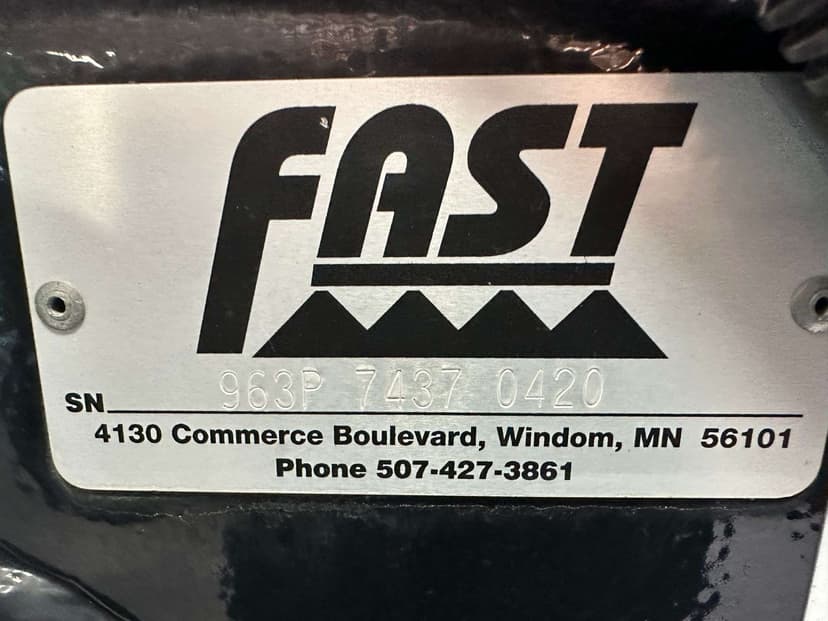 FAST
SN 963P 7437 0420
4130 Commerce Boulevard, Windom, MN 56101
Phone 507-427-3861